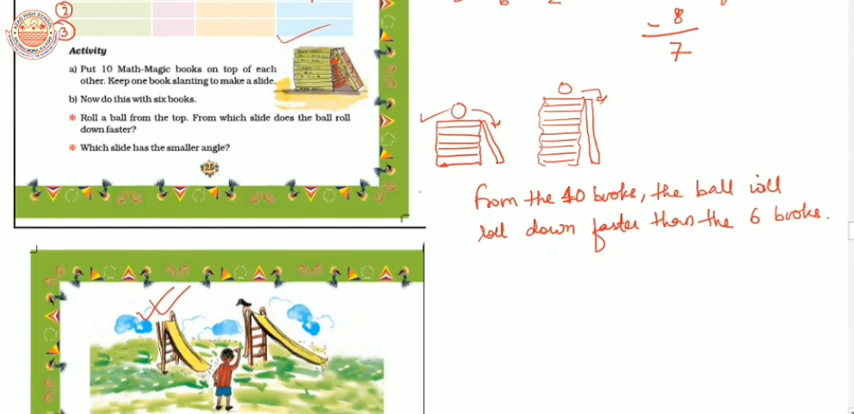 2
3
- 8
7
Activity
a) Put 10 Math-Magic books on top of each
other. Keep one book slanting to make a slide.
b) Now do this with six books.
Roll a ball from the top. From which slide does the ball roll
down faster?
Which slide has the smaller angle?
25
from the 10 books, the ball will
roll down faster than the 6 books.